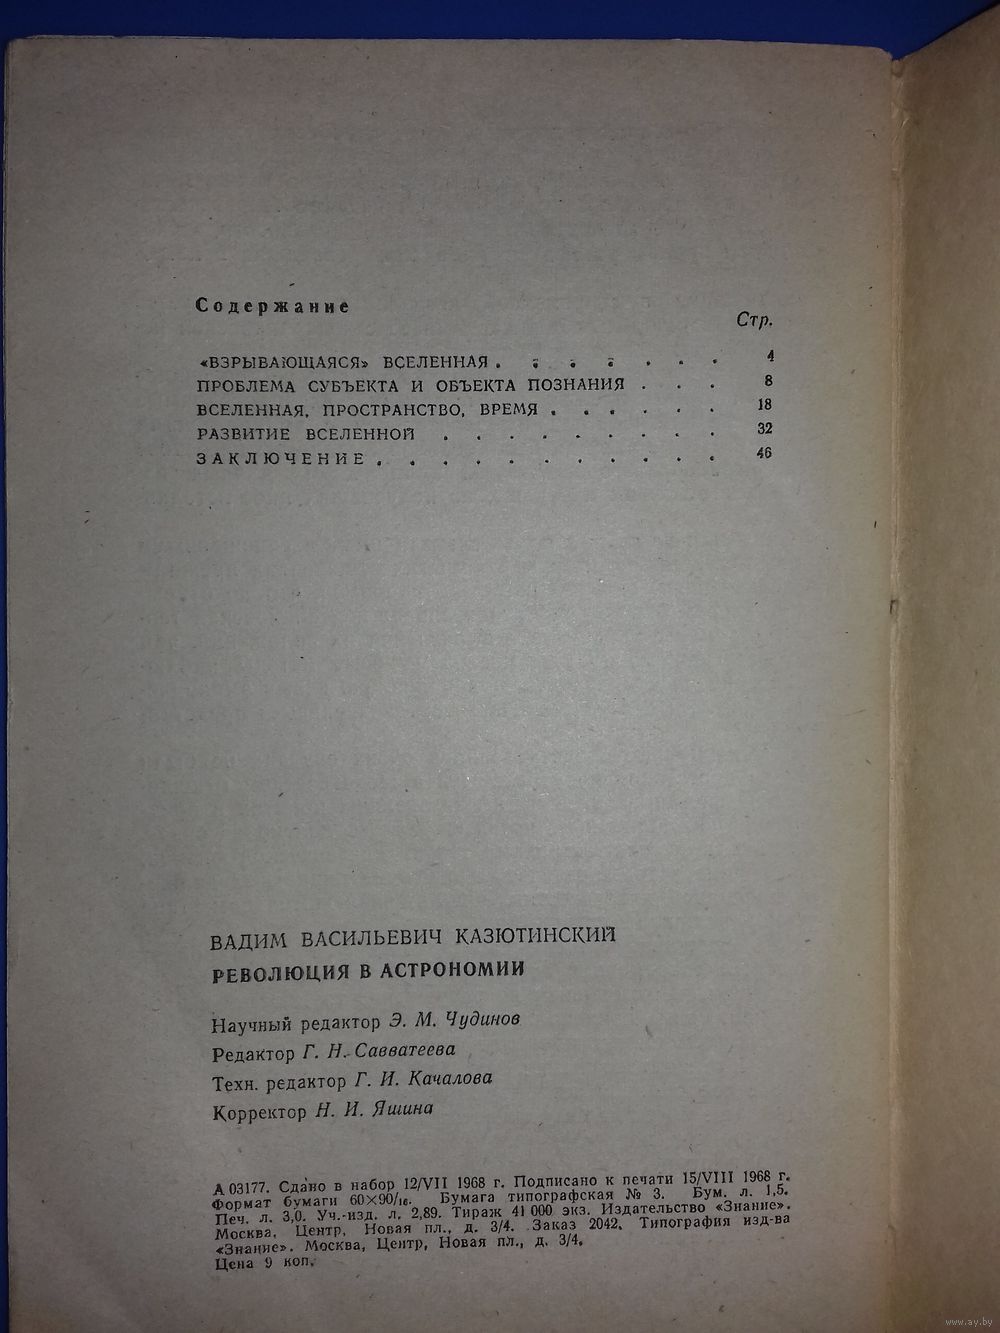 Содержание
Стр.
«ВЗРЫВАЮЩАЯСЯ» ВСЕЛЕННАЯ . . . . . . . 4
ПРОБЛЕМА СУБЪЕКТА И ОБЪЕКТА ПОЗНАНИЯ . . . 8
ВСЕЛЕННАЯ, ПРОСТРАНСТВО, ВРЕМЯ . . . . . . 18
РАЗВИТИЕ ВСЕЛЕННОЙ . . . . . . . . . 32
ЗАКЛЮЧЕНИЕ . . . . . . . . . . . 46
ВАДИМ ВАСИЛЬЕВИЧ КАЗЮТИНСКИЙ
РЕВОЛЮЦИЯ В АСТРОНОМИИ
Научный редактор Э. М. Чудинов
Редактор Г. Н. Савватеева
Техн. редактор Г. И. Качалова
Корректор Н. И. Яшина
А 03177. Сдано в набор 12/VII 1968 г. Подписано к печати 15/VIII 1968 г.
Формат бумаги 60×90/16. Бумага типографская № 3. Бум. л. 1,5.
Печ. л. 3,0. Уч.-изд. л. 2,89. Тираж 41 000 экз. Издательство «Знание».
Москва, Центр, Новая пл., д. 3/4. Заказ 2042. Типография изд-ва
«Знание». Москва, Центр, Новая пл., д. 3/4.
Цена 9 коп.
www.ay.by